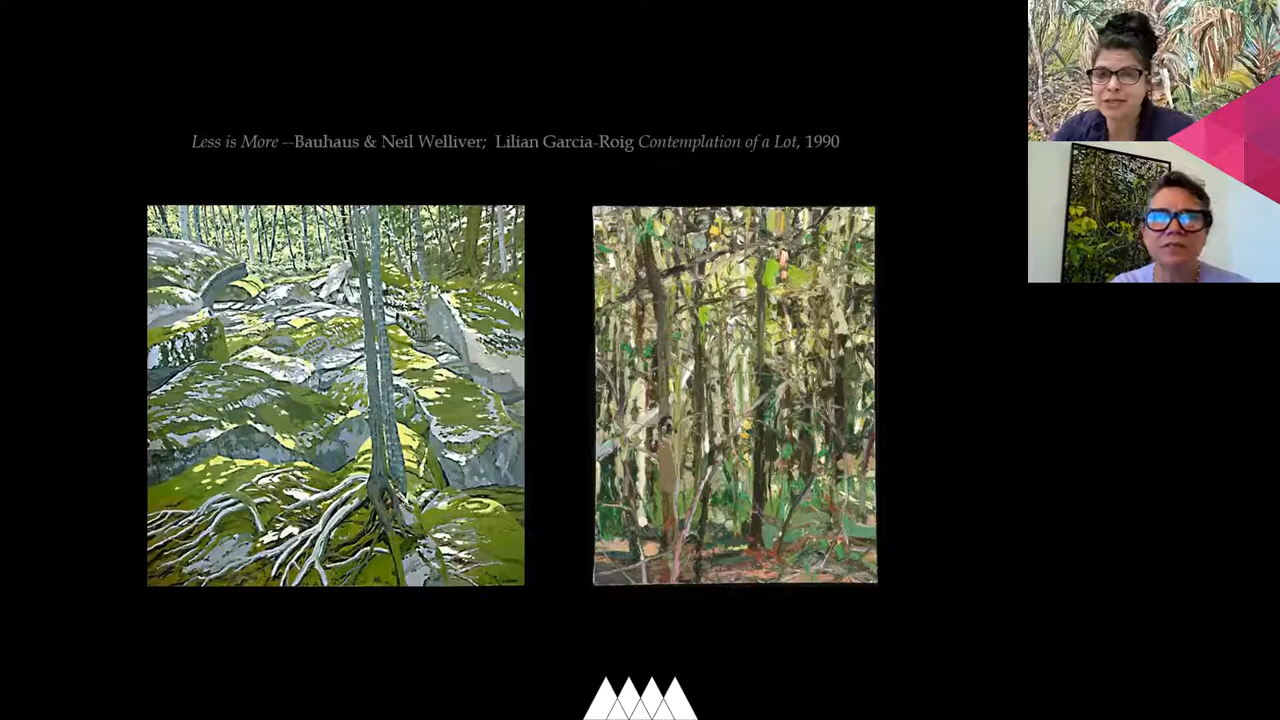 Less is More --Bauhaus & Neil Welliver;  Lilian Garcia-Roig Contemplation of a Lot, 1990